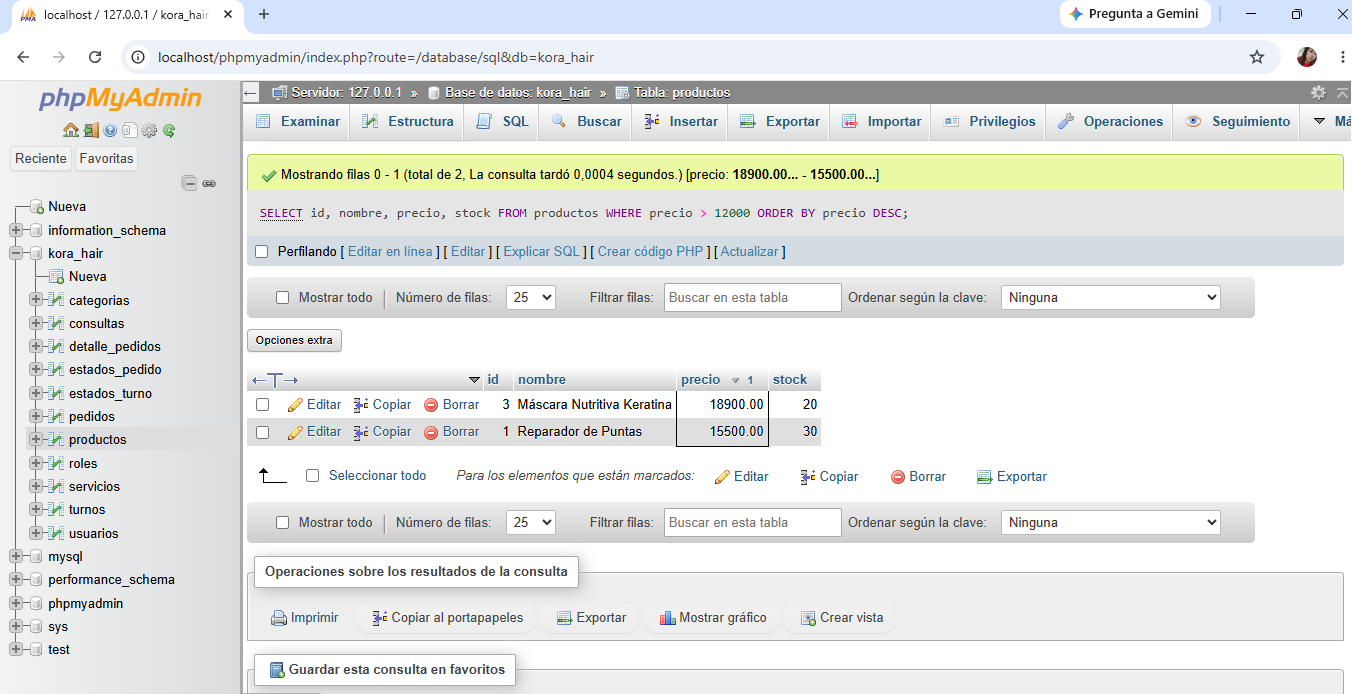 localhost / 127.0.0.1 / kora_hair
Pregunta a Gemini
localhost/phpmyadmin/index.php?route=/database/sql&db=kora_hair
phpMyAdmin
Reciente Favoritas
Nueva
information_schema
kora_hair
Nueva
categorias
consultas
detalle_pedidos
estados_pedido
estados_turno
pedidos
productos
roles
servicios
turnos
usuarios
mysql
performance_schema
phpmyadmin
sys
test
Servidor: 127.0.0.1 » Base de datos: kora_hair » Tabla: productos
Examinar Estructura SQL Buscar Insertar Exportar Importar Privilegios Operaciones Seguimiento Má
Mostrando filas 0 - 1 (total de 2, La consulta tardó 0,0004 segundos.) [precio: 18900.00... - 15500.00...]
SELECT id, nombre, precio, stock FROM productos WHERE precio > 12000 ORDER BY precio DESC;
Perfilando [ Editar en línea ] [ Editar ] [ Explicar SQL ] [ Crear código PHP ] [ Actualizar ]
Mostrar todo Número de filas: 25 Filtrar filas: Buscar en esta tabla Ordenar según la clave: Ninguna
Opciones extra
id nombre precio 1 stock
Editar Copiar Borrar 3 Máscara Nutritiva Keratina 18900.00 20
Editar Copiar Borrar 1 Reparador de Puntas 15500.00 30
Seleccionar todo Para los elementos que están marcados: Editar Copiar Borrar Exportar
Mostrar todo Número de filas: 25 Filtrar filas: Buscar en esta tabla Ordenar según la clave: Ninguna
Operaciones sobre los resultados de la consulta
Imprimir Copiar al portapapeles Exportar Mostrar gráfico Crear vista
Guardar esta consulta en favoritos